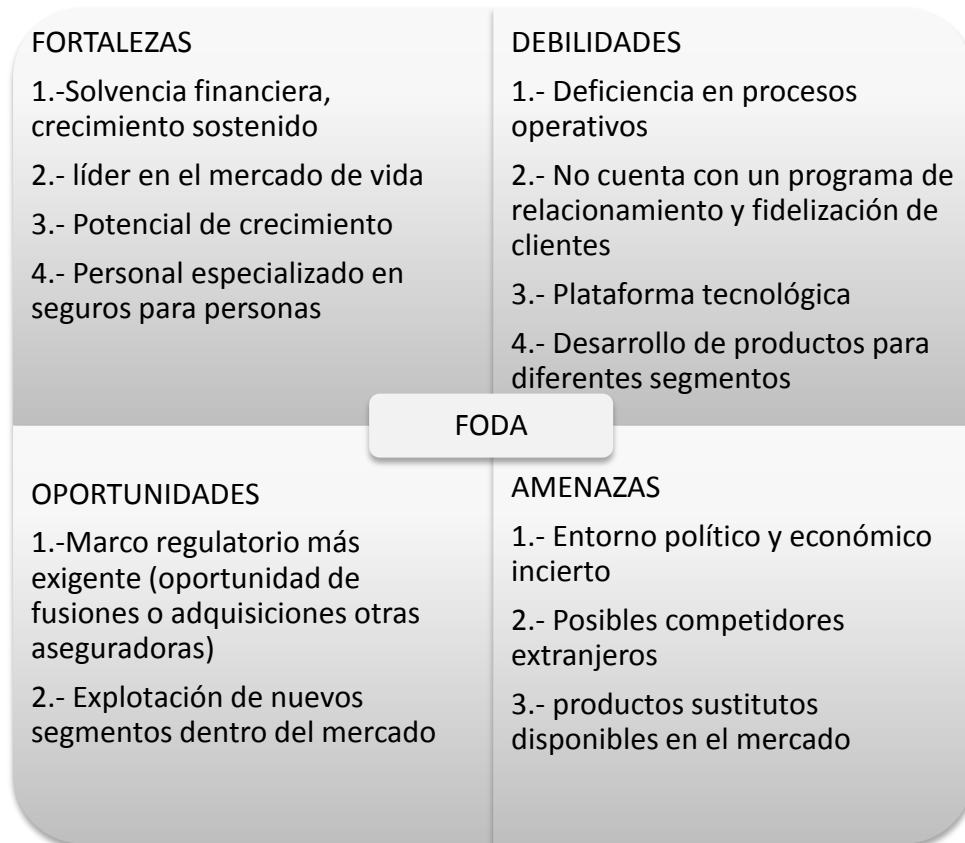 FORTALEZAS
1.-Solvencia financiera,
crecimiento sostenido
2.- líder en el mercado de vida
3.- Potencial de crecimiento
4.- Personal especializado en
seguros para personas
DEBILIDADES
1.- Deficiencia en procesos
operativos
2.- No cuenta con un programa de
relacionamiento y fidelización de
clientes
3.- Plataforma tecnológica
4.- Desarrollo de productos para
diferentes segmentos
FODA
OPORTUNIDADES
1.-Marco regulatorio más
exigente (oportunidad de
fusiones o adquisiciones otras
aseguradoras)
2.- Explotación de nuevos
segmentos dentro del mercado
AMENAZAS
1.- Entorno político y económico
incierto
2.- Posibles competidores
extranjeros
3.- productos sustitutos
disponibles en el mercado